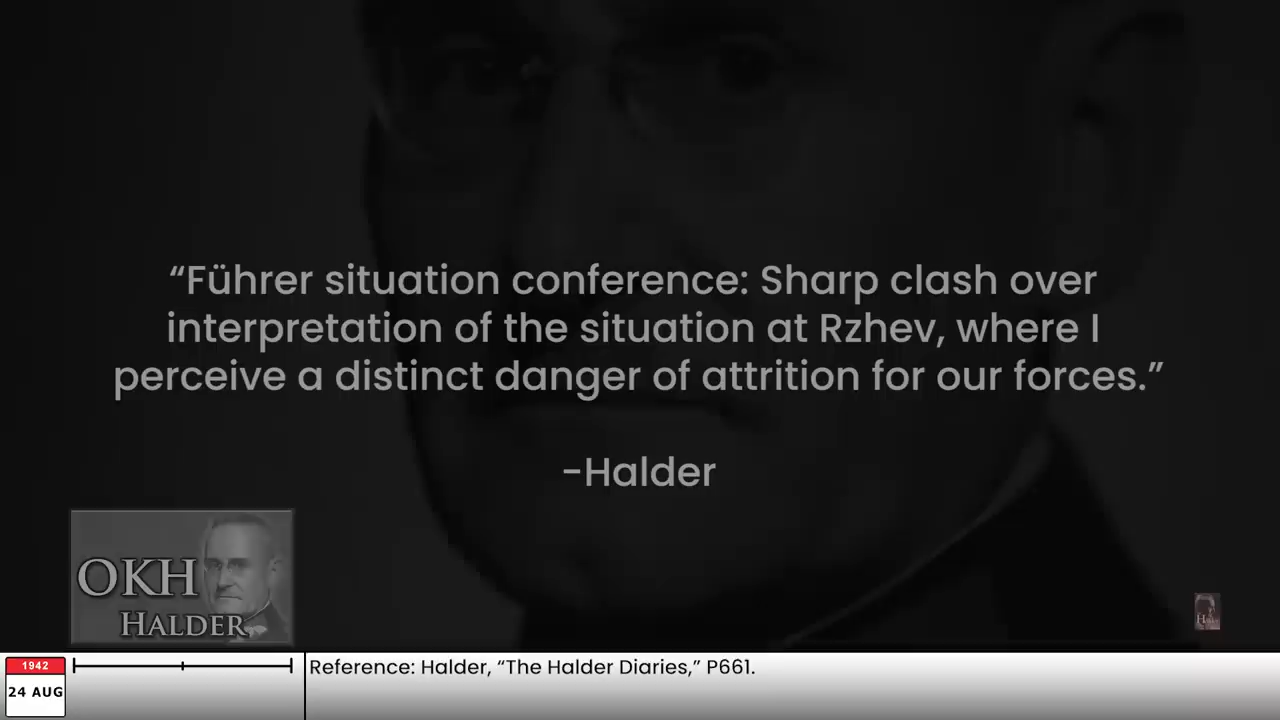 “Führer situation conference: Sharp clash over
interpretation of the situation at Rzhev, where I
perceive a distinct danger of attrition for our forces.”
-Halder
OKH
HALDER
1942
24 AUG
Reference: Halder, “The Halder Diaries,” P661.